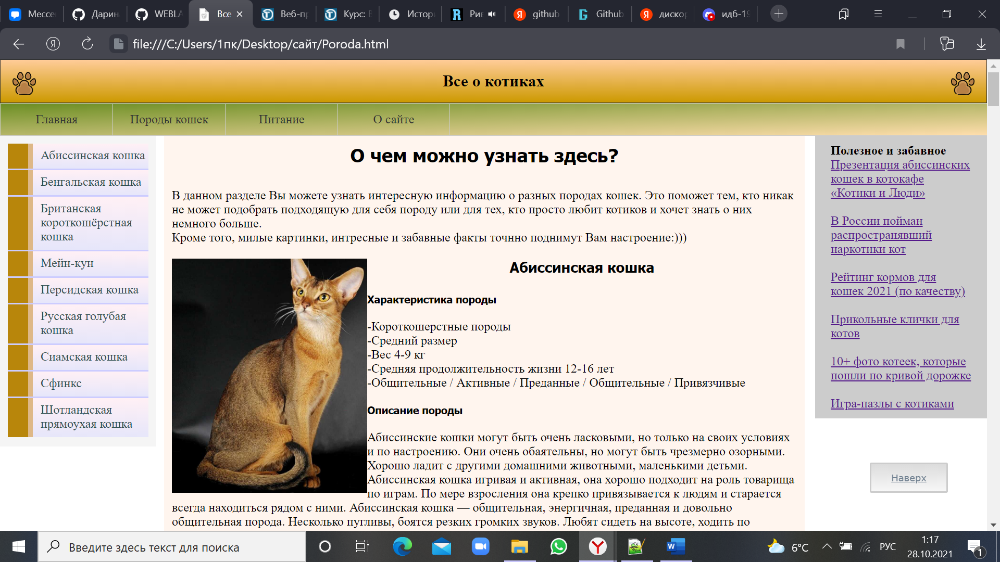 Мессе
Дарин
WEBLA
Все
Веб-пр
Курс: В
Истор
Рив
github
Github
дискор
идб-19
file:///C:/Users/1пк/Desktop/сайт/Poroda.html
Все о котиках
Главная
Породы кошек
Питание
О сайте
Абиссинская кошка
Бенгальская кошка
Британская
короткошёрстная
кошка
Мейн-кун
Персидская кошка
Русская голубая
кошка
Сиамская кошка
Сфинкс
Шотландская
прямоухая кошка
О чем можно узнать здесь?
В данном разделе Вы можете узнать интересную информацию о разных породах кошек. Это поможет тем, кто никак
не может подобрать подходящую для себя породу или для тех, кто просто любит котиков и хочет знать о них
немного больше.
Кроме того, милые картинки, интресные и забавные факты точнно поднимут Вам настроение:)))
Абиссинская кошка
Характеристика породы
-Короткошерстные породы
-Средний размер
-Вес 4-9 кг
-Средняя продолжительность жизни 12-16 лет
-Общительные / Активные / Преданные / Общительные / Привязчивые
Описание породы
Абиссинские кошки могут быть очень ласковыми, но только на своих условиях
и по настроению. Они очень обаятельны, но могут быть чрезмерно озорными.
Хорошо ладит с другими домашними животными, маленькими детьми.
Абиссинская кошка игривая и активная, она хорошо подходит на роль товарища
по играм. По мере взросления она крепко привязывается к людям и старается
всегда находиться рядом с ними. Абиссинская кошка — общительная, энергичная, преданная и довольно
общительная порода. Несколько пугливы, боятся резких громких звуков. Любят сидеть на высоте, ходить по
Полезное и забавное
Презентация абиссинских
кошек в котокафе
«Котики и Люди»
В России пойман
распространявший
наркотики кот
Рейтинг кормов для
кошек 2021 (по качеству)
Прикольные клички для
котов
10+ фото котеек, которые
пошли по кривой дорожке
Игра-пазлы с котиками
Наверх
Введите здесь текст для поиска
6°C
РУС
1:17
28.10.2021
1